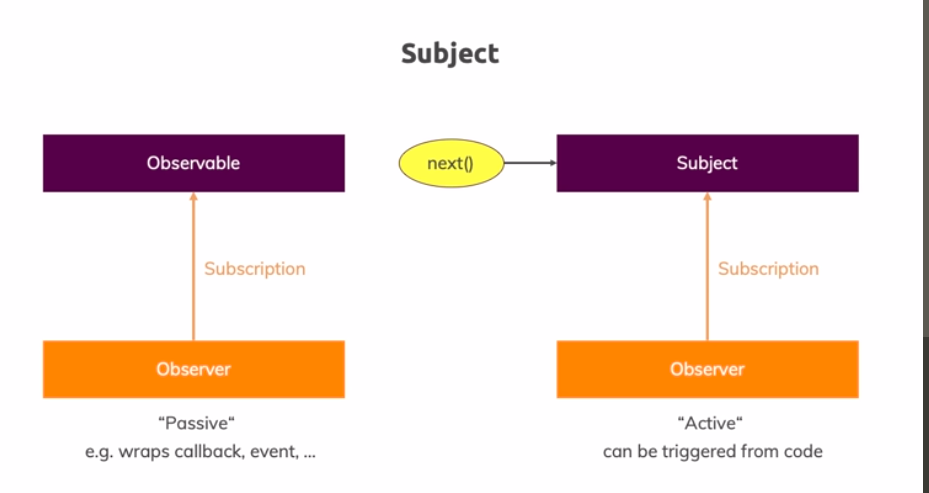 Subject
Observable
next()
Subject
Subscription
Subscription
Observer
Observer
“Passive“
e.g. wraps callback, event, ...
“Active“
can be triggered from code